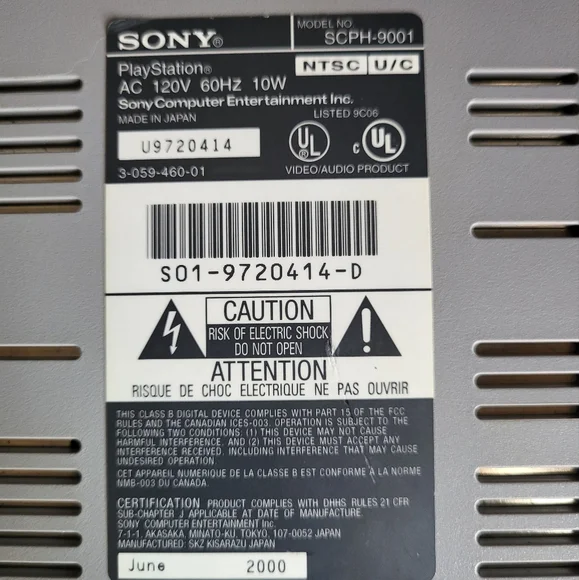 SONY®
MODEL NO.
SCPH-9001
PlayStation®
NTSC U/C
AC 120V 60Hz 10W
Sony Computer Entertainment Inc.
MADE IN JAPAN
LISTED 9C06
U9720414
UL ®
c UL ®
3-059-460-01
VIDEO/AUDIO PRODUCT
S01-9720414-D
CAUTION
RISK OF ELECTRIC SHOCK
DO NOT OPEN
ATTENTION
RISQUE DE CHOC ELECTRIQUE NE PAS OUVRIR
THIS CLASS B DIGITAL DEVICE COMPLIES WITH PART 15 OF THE FCC
RULES AND THE CANADIAN ICES-003. OPERATION IS SUBJECT TO THE
FOLLOWING TWO CONDITIONS: (1) THIS DEVICE MAY NOT CAUSE
HARMFUL INTERFERENCE, AND (2) THIS DEVICE MUST ACCEPT ANY
INTERFERENCE RECEIVED, INCLUDING INTERFERENCE THAT MAY CAUSE
UNDESIRED OPERATION.
CET APPAREIL NUMÉRIQUE DE LA CLASSE B EST CONFORME À LA NORME
NMB-003 DU CANADA.
CERTIFICATION PRODUCT COMPLIES WITH DHHS RULES 21 CFR
SUB-CHAPTER J APPLICABLE AT DATE OF MANUFACTURE.
SONY COMPUTER ENTERTAINMENT Inc.
7-1-1, AKASAKA, MINATO-KU, TOKYO, 107-0052 JAPAN
MANUFACTURED: SKZ KISARAZU JAPAN
June 2000